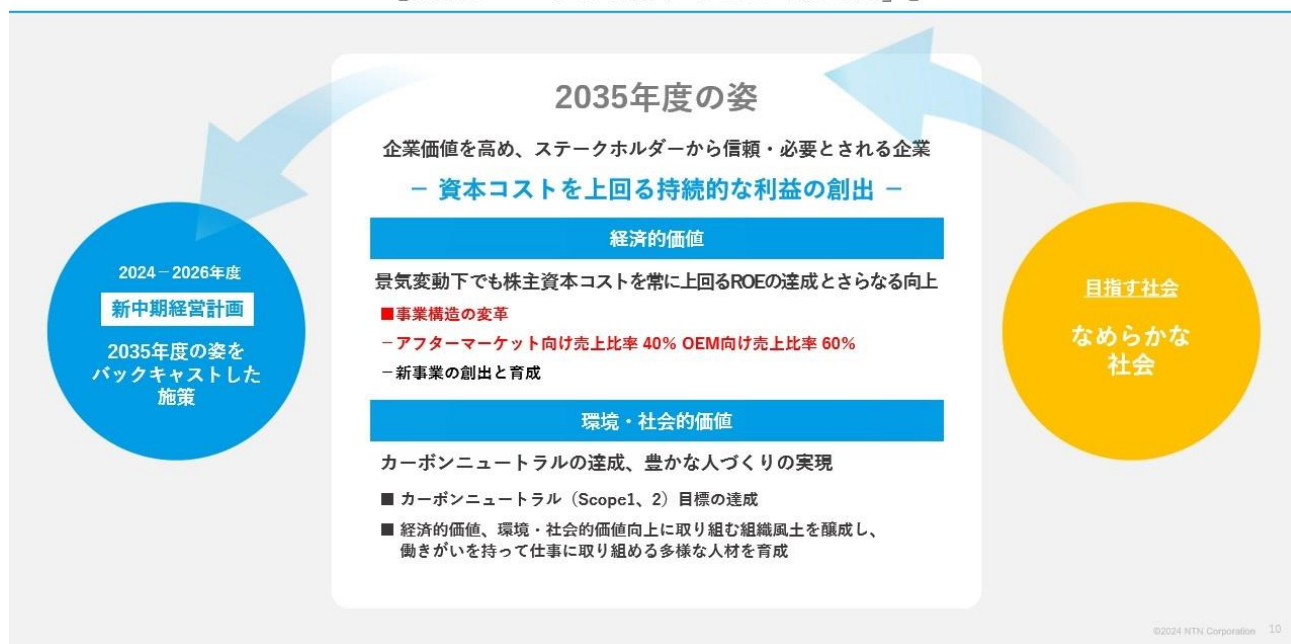 2035年度の姿
企業価値を高め、ステークホルダーから信頼・必要とされる企業
− 資本コストを上回る持続的な利益の創出 −
経済的価値
景気変動下でも株主資本コストを常に上回るROEの達成とさらなる向上
■事業構造の変革
−アフターマーケット向け売上比率 40% OEM向け売上比率 60%
−新事業の創出と育成
環境・社会的価値
カーボンニュートラルの達成、豊かな人づくりの実現
■ カーボンニュートラル（Scope1、2）目標の達成
■ 経済的価値、環境・社会的価値向上に取り組む組織風土を醸成し、
働きがいを持って仕事に取り組める多様な人材を育成
2024−2026年度
新中期経営計画
2035年度の姿を
バックキャストした
施策
目指す社会
なめらかな
社会
©2024 NTN Corporation 10